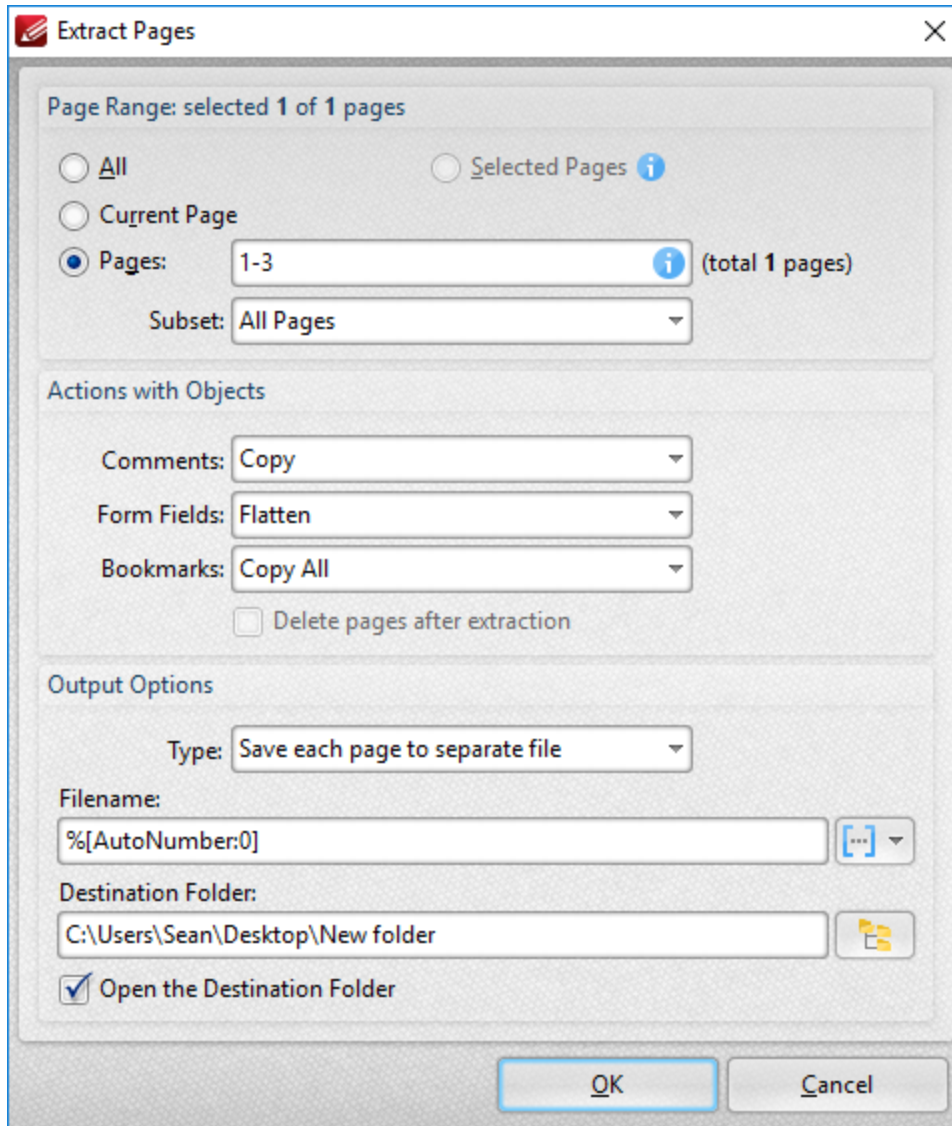 Extract Pages
Page Range: selected 1 of 1 pages
All
Selected Pages
Current Page
Pages: 1-3 (total 1 pages)
Subset: All Pages
Actions with Objects
Comments: Copy
Form Fields: Flatten
Bookmarks: Copy All
Delete pages after extraction
Output Options
Type: Save each page to separate file
Filename:
%[AutoNumber:0]
Destination Folder:
C:\Users\Sean\Desktop\New folder
Open the Destination Folder
OK Cancel